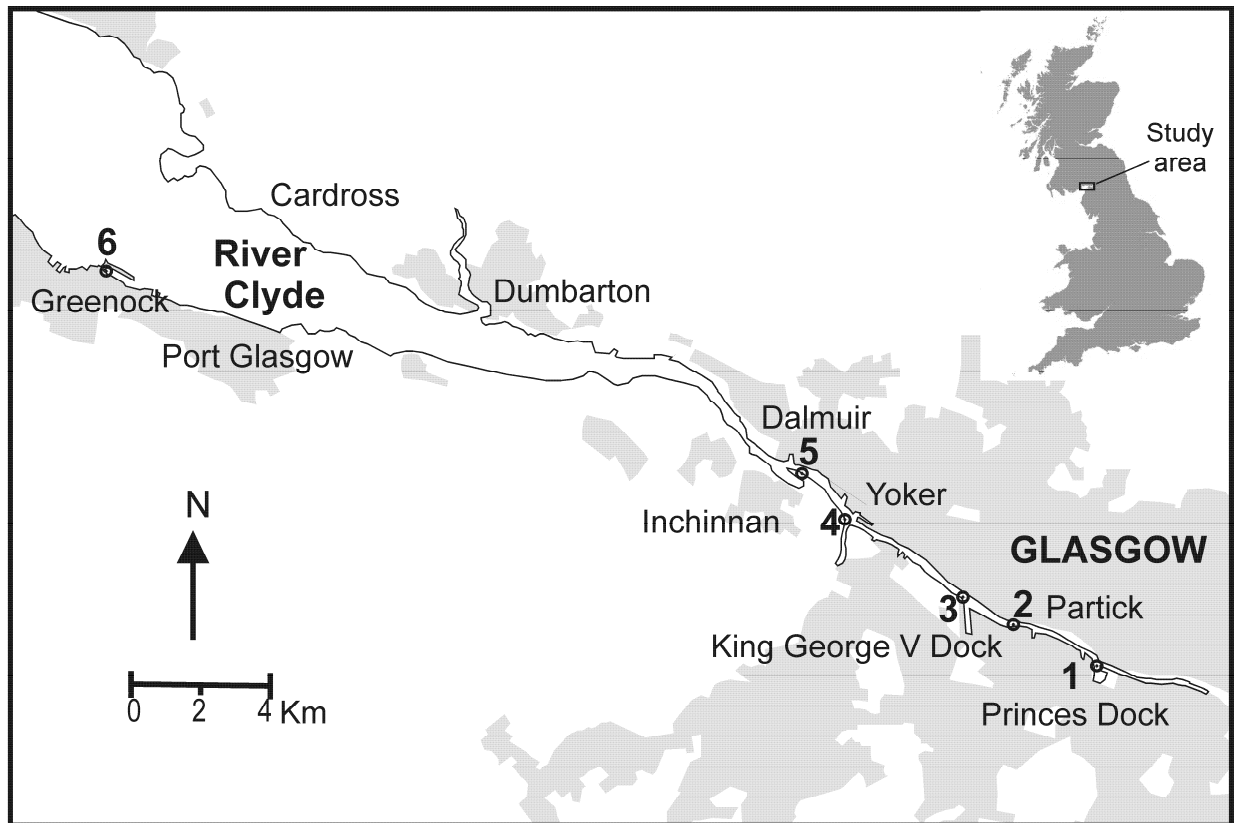 Study
area
Cardross
6
River
Clyde
Greenock
Dumbarton
Port Glasgow
Dalmuir
5
Yoker
Inchinnan
4
N
GLASGOW
3
2 Partick
King George V Dock
1
Princes Dock
0 2 4 Km